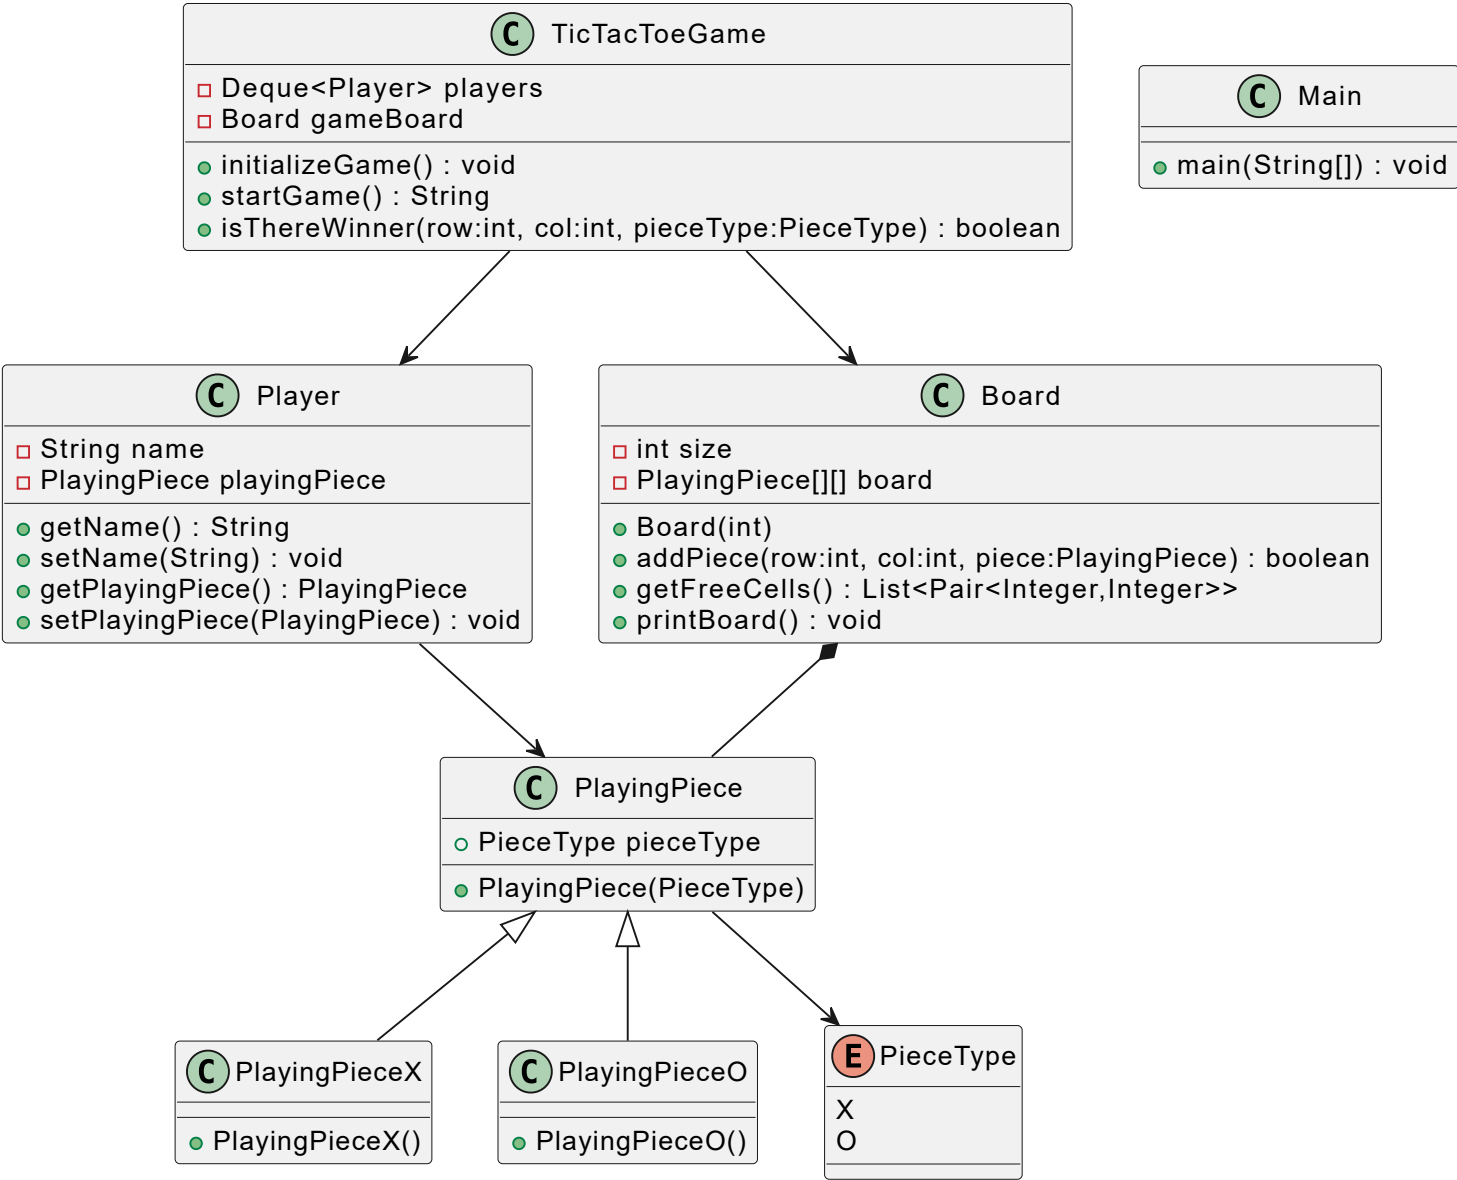 C TicTacToeGame
Deque<Player> players
Board gameBoard
initializeGame() : void
startGame() : String
isThereWinner(row:int, col:int, pieceType:PieceType) : boolean
C Main
main(String[]) : void
C Player
String name
PlayingPiece playingPiece
getName() : String
setName(String) : void
getPlayingPiece() : PlayingPiece
setPlayingPiece(PlayingPiece) : void
C Board
int size
PlayingPiece[][] board
Board(int)
addPiece(row:int, col:int, piece:PlayingPiece) : boolean
getFreeCells() : List<Pair<Integer,Integer>>
printBoard() : void
C PlayingPiece
PieceType pieceType
PlayingPiece(PieceType)
C PlayingPieceX
PlayingPieceX()
C PlayingPieceO
PlayingPieceO()
E PieceType
X
O